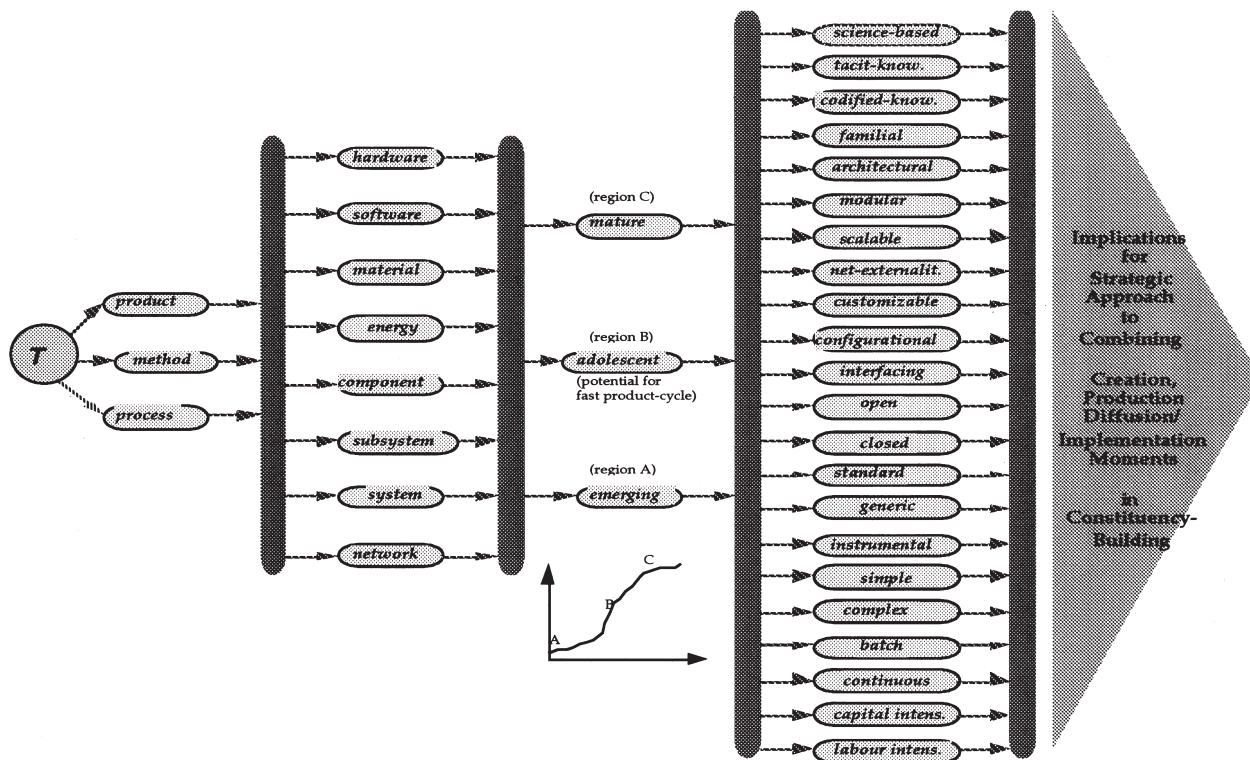 T
product
method
process
hardware
software
material
energy
component
subsystem
system
network
(region C)
mature
(region B)
adolescent
(potential for
fast product-cycle)
(region A)
emerging
A
B
C
science-based
tacit-know.
codified-know.
familial
architectural
modular
scalable
net-externalit.
customizable
configurational
interfacing
open
closed
standard
generic
instrumental
simple
complex
batch
continuous
capital intens.
labour intens.
Implications
for
Strategic
Approach
to
Combining
Creation,
Production
Diffusion/
Implementation
Moments
in
Constituency-
Building